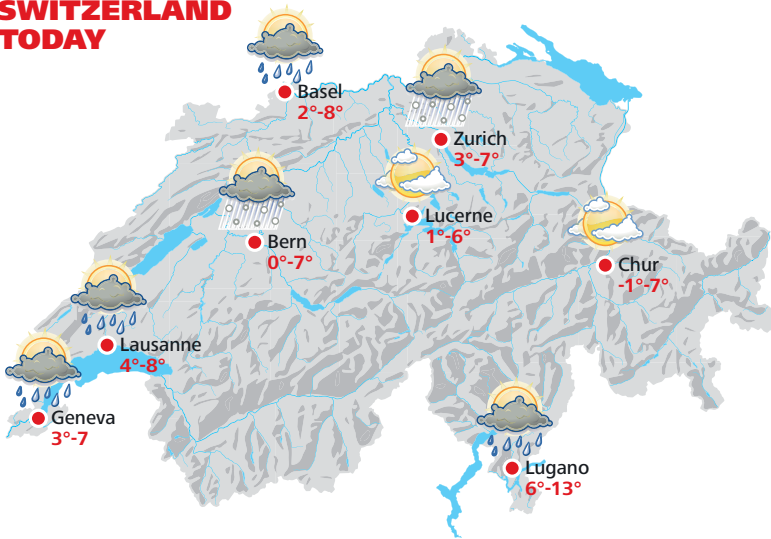 SWITZERLAND
TODAY
Basel
2°-8°
Zurich
3°-7°
Lucerne
1°-6°
Bern
0°-7°
Chur
-1°-7°
Lausanne
4°-8°
Geneva
3°-7
Lugano
6°-13°